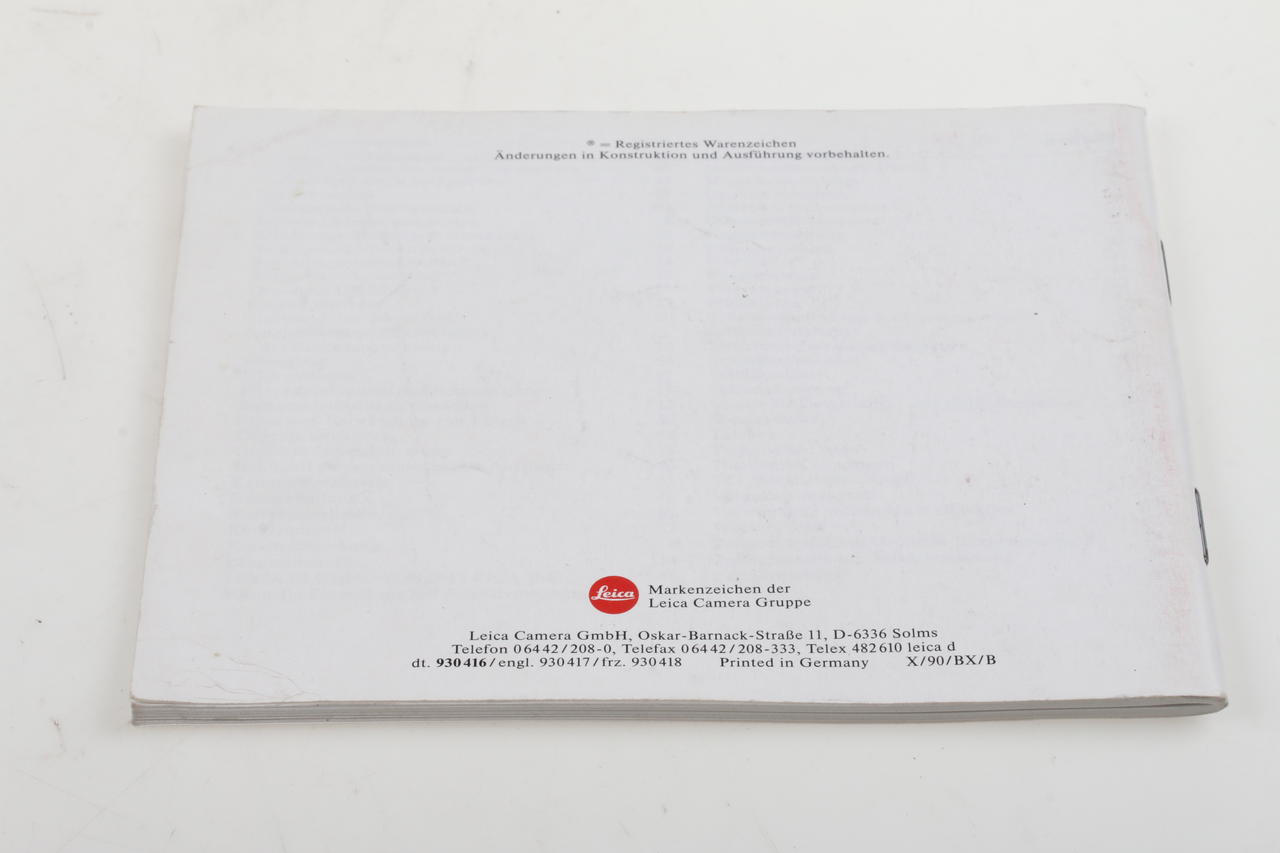 ® = Registriertes Warenzeichen
Änderungen in Konstruktion und Ausführung vorbehalten.
Leica
Markenzeichen der
Leica Camera Gruppe
Leica Camera GmbH, Oskar-Barnack-Straße 11, D-6336 Solms
Telefon 06442/208-0, Telefax 06442/208-333, Telex 482610 leica d
dt. 930416/engl. 930417/frz. 930418 Printed in Germany X/90/BX/B